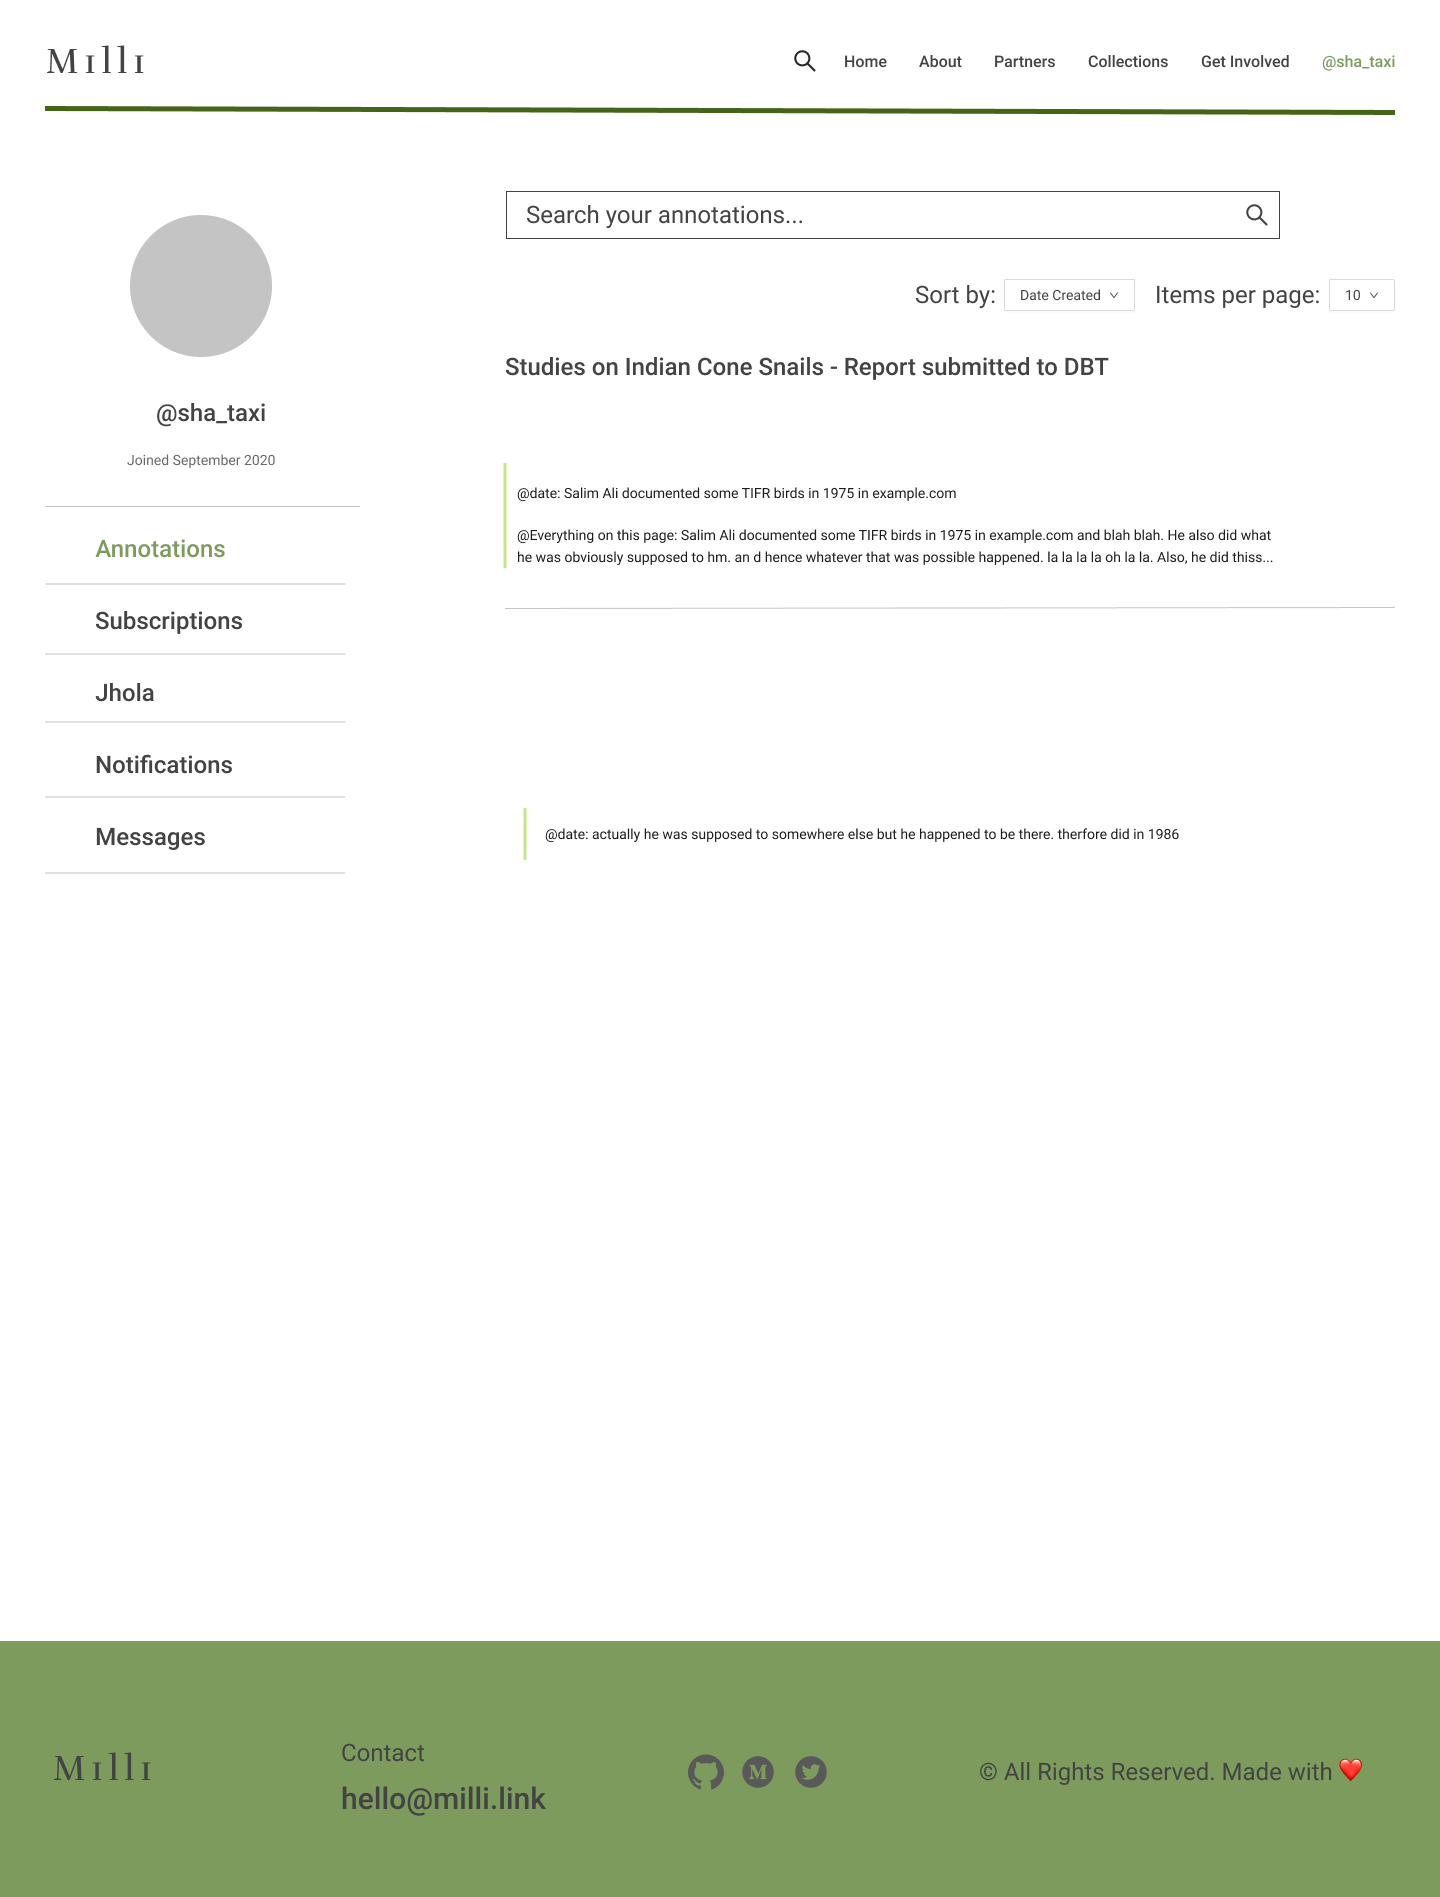 Mıllı
Home About Partners Collections Get Involved @sha_taxi
Search your annotations...
Sort by: Date Created Items per page: 10
@sha_taxi
Joined September 2020
Annotations
Subscriptions
Jhola
Notifications
Messages
Studies on Indian Cone Snails - Report submitted to DBT
@date: Salim Ali documented some TIFR birds in 1975 in example.com
@Everything on this page: Salim Ali documented some TIFR birds in 1975 in example.com and blah blah. He also did what
he was obviously supposed to hm. an d hence whatever that was possible happened. la la la la oh la la. Also, he did thiss...
@date: actually he was supposed to somewhere else but he happened to be there. therfore did in 1986
Mıllı
Contact
hello@milli.link
M
© All Rights Reserved. Made with ❤️